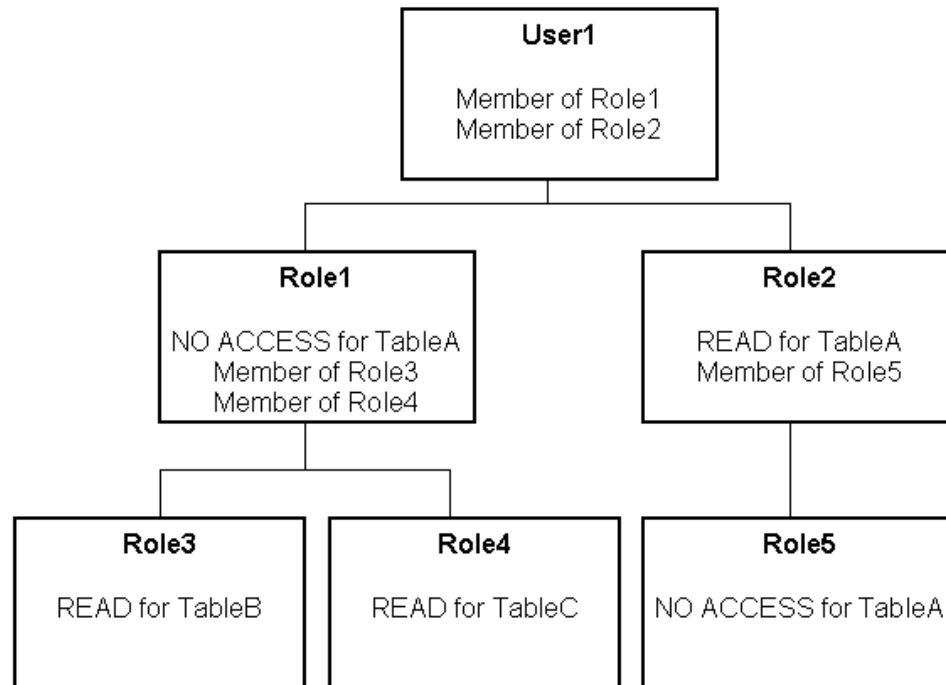 User1
Member of Role1
Member of Role2
Role1
NO ACCESS for TableA
Member of Role3
Member of Role4
Role2
READ for TableA
Member of Role5
Role3
READ for TableB
Role4
READ for TableC
Role5
NO ACCESS for TableA